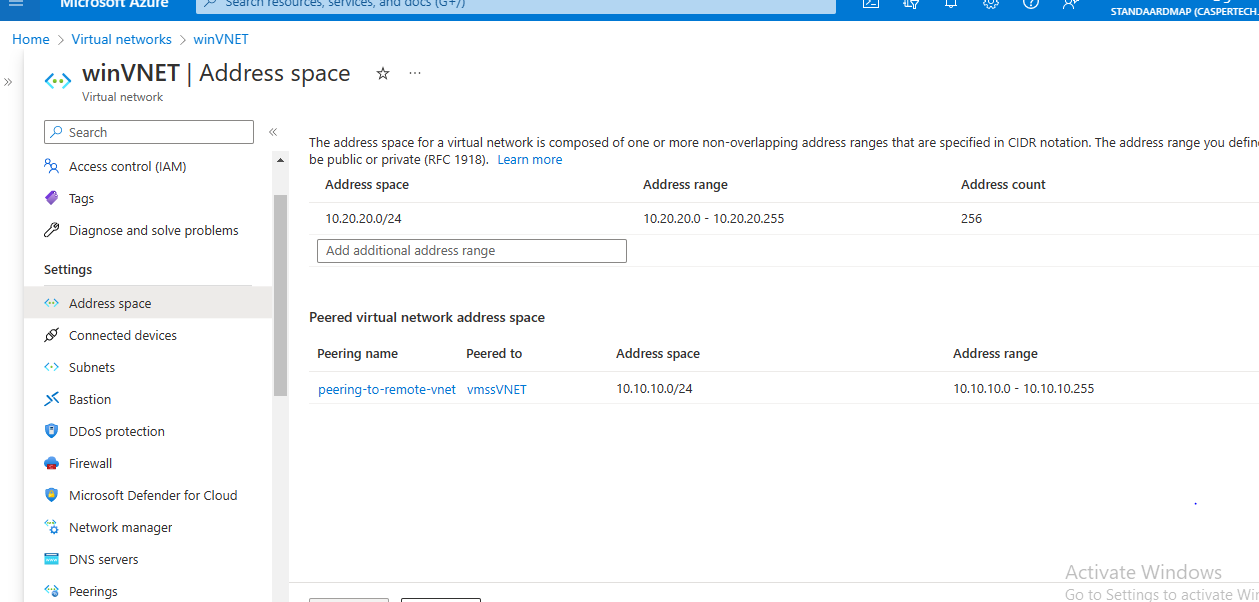 Microsoft Azure
Search resources, services, and docs (G+/)
STANDAARDMAP (CASPERTECH.
Home > Virtual networks > winVNET
winVNET | Address space
Virtual network
Search
Access control (IAM)
Tags
Diagnose and solve problems
Settings
Address space
Connected devices
Subnets
Bastion
DDoS protection
Firewall
Microsoft Defender for Cloud
Network manager
DNS servers
Peerings
The address space for a virtual network is composed of one or more non-overlapping address ranges that are specified in CIDR notation. The address range you define
be public or private (RFC 1918). Learn more
Address space Address range Address count
10.20.20.0/24 10.20.20.0 - 10.20.20.255 256
Add additional address range
Peered virtual network address space
Peering name Peered to Address space Address range
peering-to-remote-vnet vmssVNET 10.10.10.0/24 10.10.10.0 - 10.10.10.255
Activate Windows
Go to Settings to activate Win